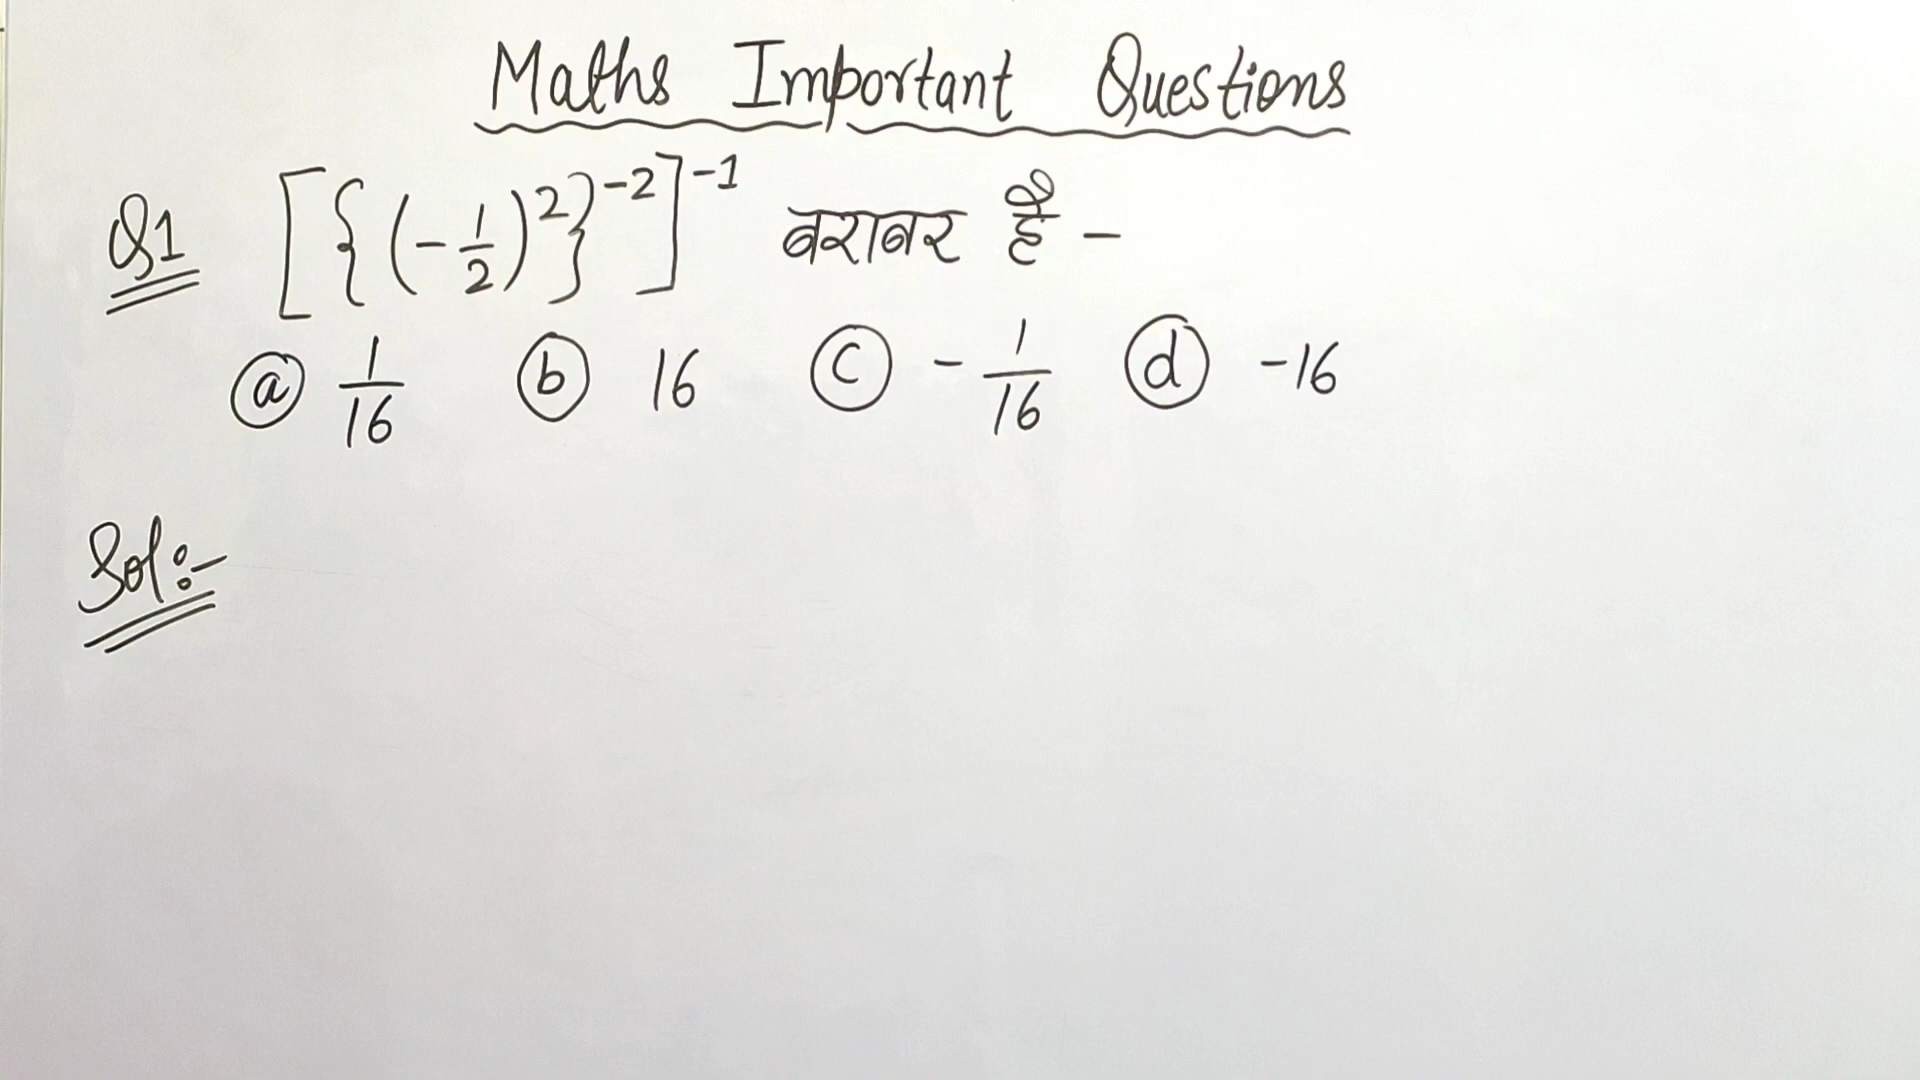 Maths Important Questions
Q1 [{(-1/2)^2}^-2]^-1 बराबर है -
(a) 1/16 (b) 16 (c) -1/16 (d) -16
Sol:-